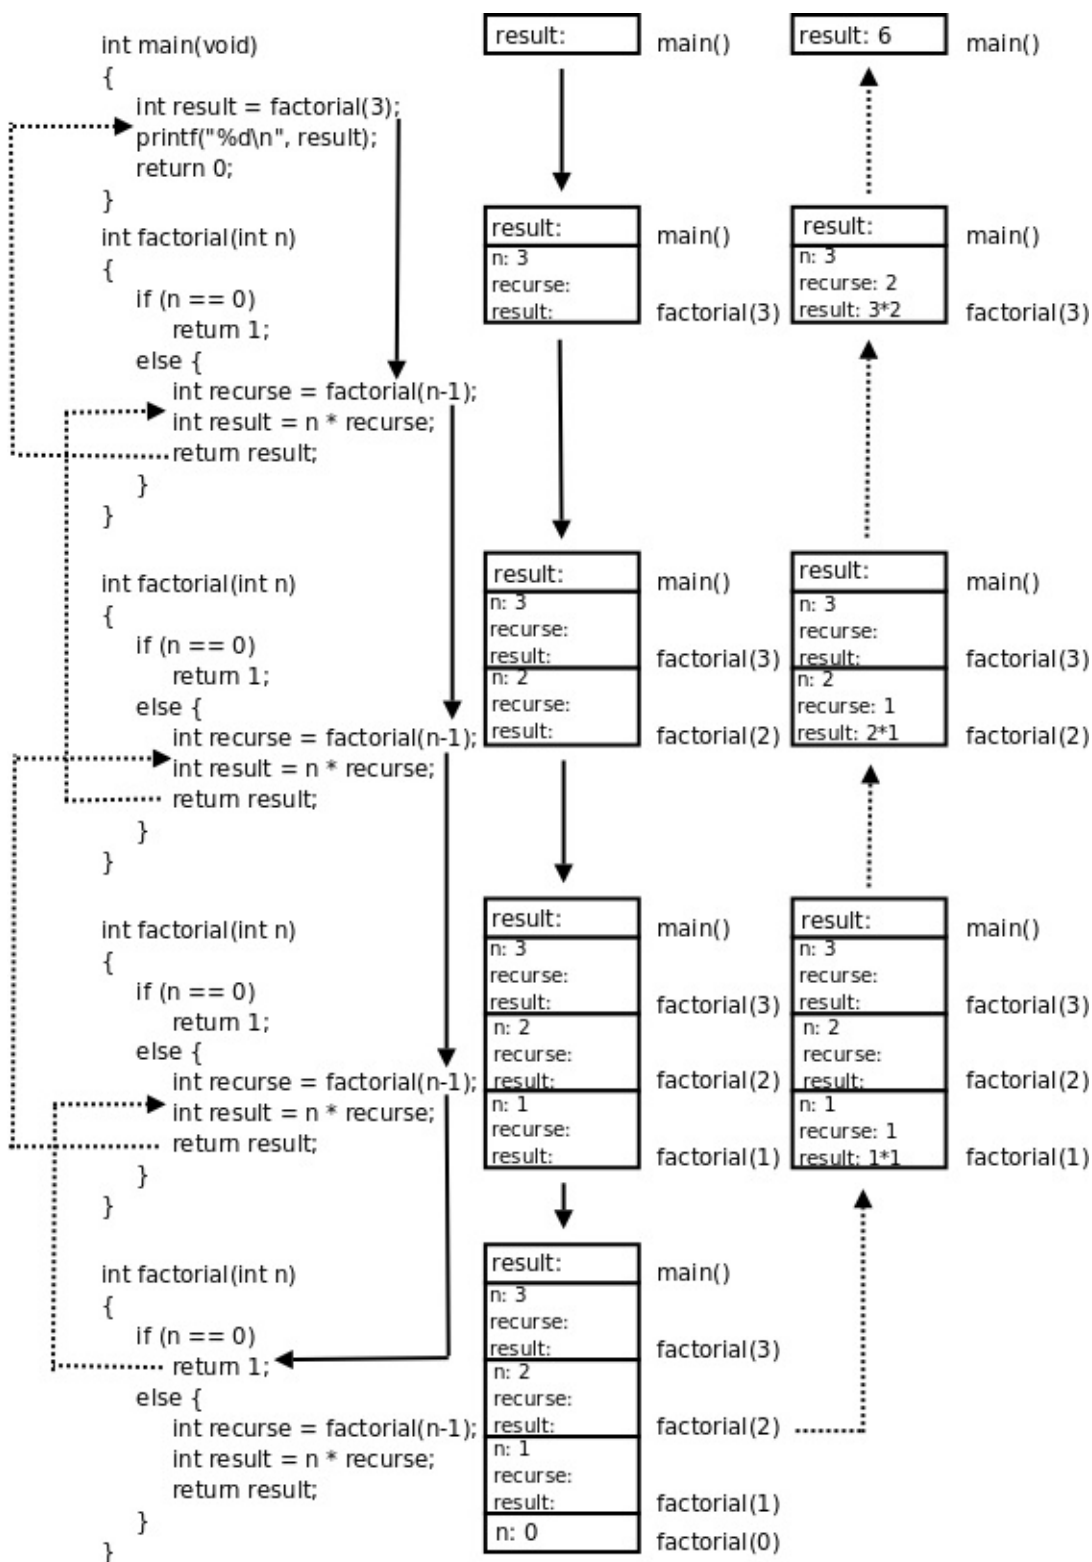 int main(void)
{
int result = factorial(3);
printf("%d\n", result);
return 0;
}
int factorial(int n)
{
if (n == 0)
return 1;
else {
int recurse = factorial(n-1);
int result = n * recurse;
return result;
}
}
int factorial(int n)
{
if (n == 0)
return 1;
else {
int recurse = factorial(n-1);
int result = n * recurse;
return result;
}
}
int factorial(int n)
{
if (n == 0)
return 1;
else {
int recurse = factorial(n-1);
int result = n * recurse;
return result;
}
}
int factorial(int n)
{
if (n == 0)
return 1;
else {
int recurse = factorial(n-1);
int result = n * recurse;
return result;
}
}
result: main()
result: main()
n: 3
recurse:
result: factorial(3)
result: main()
n: 3
recurse:
result: factorial(3)
n: 2
recurse:
result: factorial(2)
result: main()
n: 3
recurse:
result: factorial(3)
n: 2
recurse:
result: factorial(2)
n: 1
recurse:
result: factorial(1)
result: main()
n: 3
recurse:
result: factorial(3)
n: 2
recurse:
result: factorial(2)
n: 1
recurse:
result: factorial(1)
n: 0 factorial(0)
result: 6 main()
result: main()
n: 3
recurse: 2
result: 3*2 factorial(3)
result: main()
n: 3
recurse:
result: factorial(3)
n: 2
recurse: 1
result: 2*1 factorial(2)
result: main()
n: 3
recurse:
result: factorial(3)
n: 2
recurse:
result: factorial(2)
n: 1
recurse: 1
result: 1*1 factorial(1)